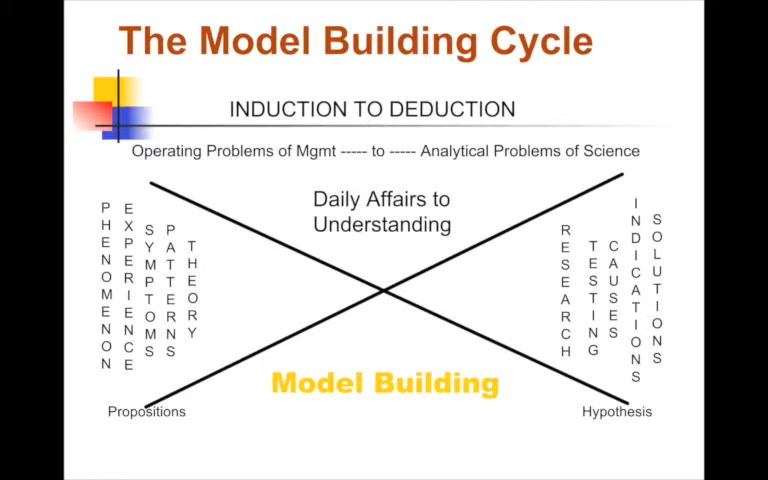 The Model Building Cycle
INDUCTION TO DEDUCTION
Operating Problems of Mgmt ----- to ----- Analytical Problems of Science
Daily Affairs to
Understanding
PHENOMENON
EXPERIENCE
SYMPTOMS
PATTERNS
THEORY
RESEARCH
TESTING
CAUSES
INDICATIONS
SOLUTIONS
Model Building
Propositions
Hypothesis